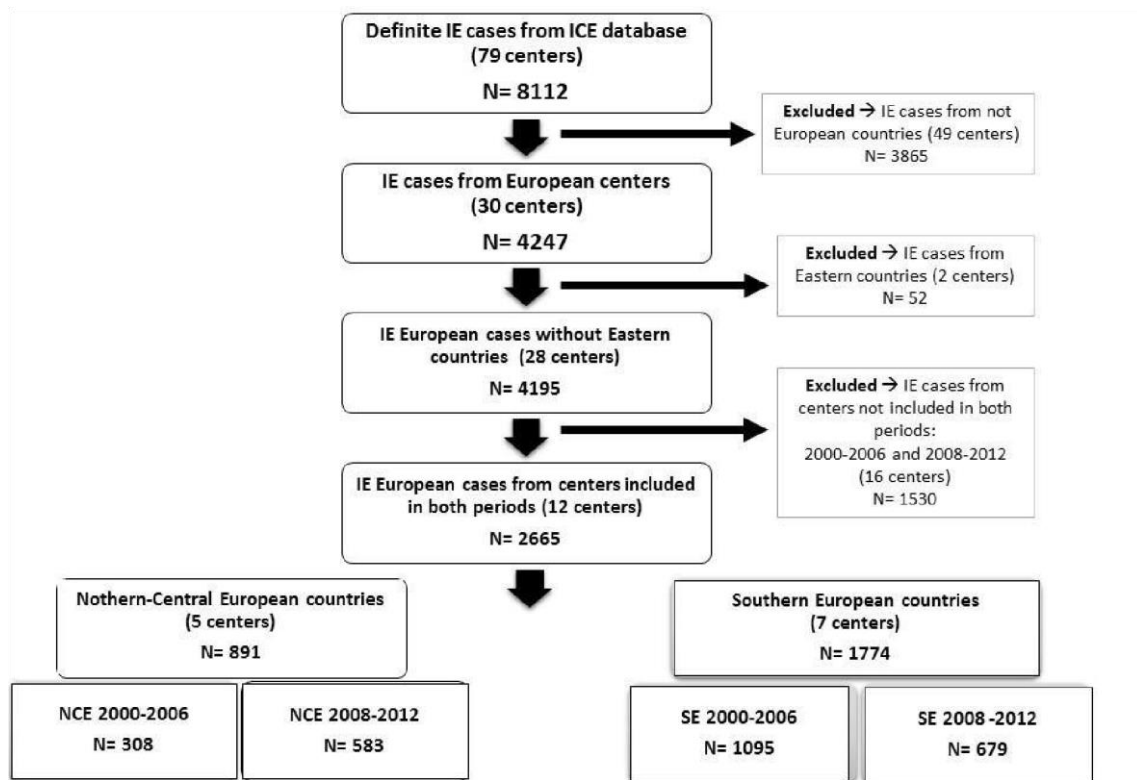 Definite IE cases from ICE database
(79 centers)
N= 8112
Excluded → IE cases from not
European countries (49 centers)
N= 3865
IE cases from European centers
(30 centers)
N= 4247
Excluded → IE cases from
Eastern countries (2 centers)
N= 52
IE European cases without Eastern
countries (28 centers)
N= 4195
Excluded → IE cases from
centers not included in both
periods:
2000-2006 and 2008-2012
(16 centers)
N= 1530
IE European cases from centers included
in both periods (12 centers)
N= 2665
Nothern-Central European countries
(5 centers)
N= 891
Southern European countries
(7 centers)
N= 1774
NCE 2000-2006
N= 308
NCE 2008-2012
N= 583
SE 2000-2006
N= 1095
SE 2008 -2012
N= 679